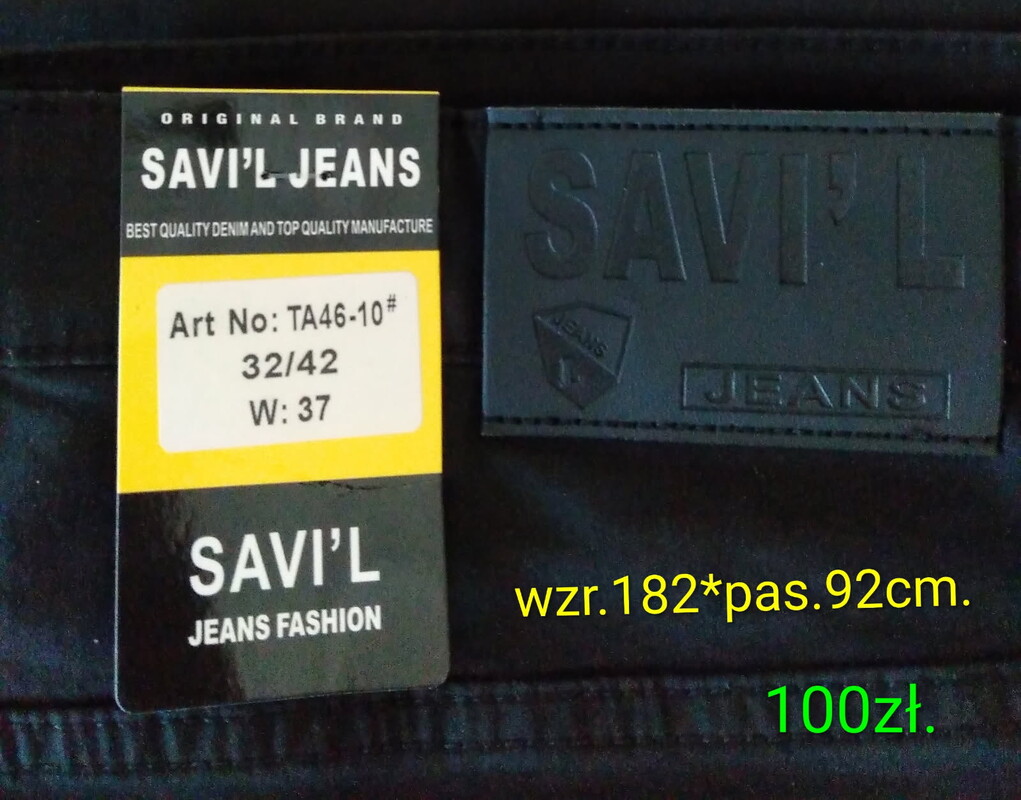 ORIGINAL BRAND
SAVI'L JEANS
BEST QUALITY DENIM AND TOP QUALITY MANUFACTURE
Art No: TA46-10#
32/42
W: 37
SAVI'L
JEANS FASHION
SAVI'L
JEANS
1.
JEANS
wzr.182*pas.92cm.
100zł.